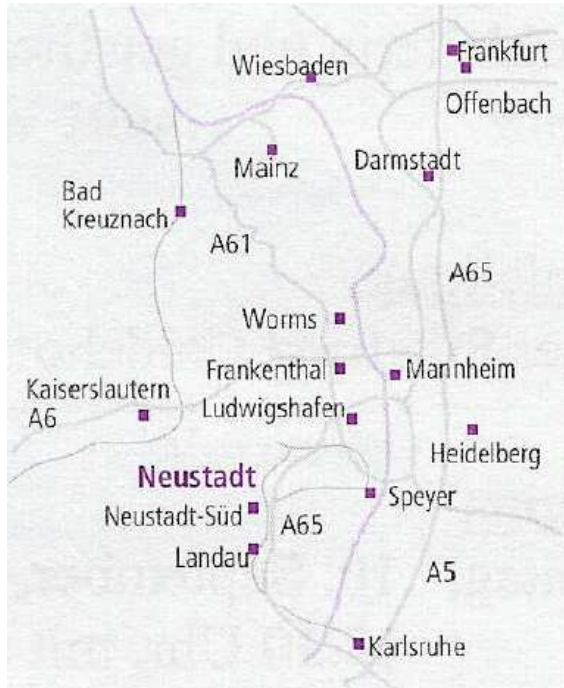 Wiesbaden
Frankfurt
Offenbach
Mainz
Darmstadt
Bad
Kreuznach
A61
A65
Worms
Frankenthal
Mannheim
Kaiserslautern
A6
Ludwigshafen
Heidelberg
Neustadt
Speyer
Neustadt-Süd
A65
Landau
A5
Karlsruhe